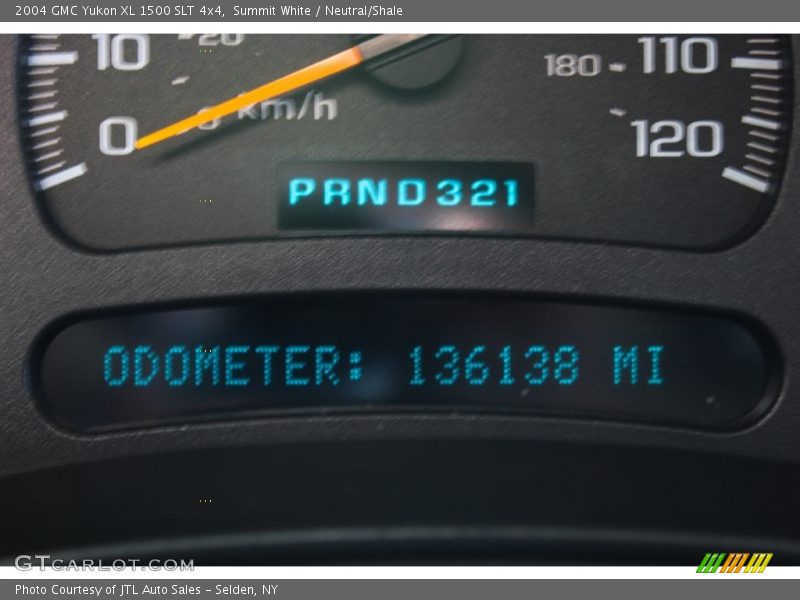 2004 GMC Yukon XL 1500 SLT 4x4, Summit White / Neutral/Shale
10 20 180 110
0 km/h 120
PRND321
ODOMETER: 136138 MI
GTCARLOT.COM
Photo Courtesy of JTL Auto Sales - Selden, NY